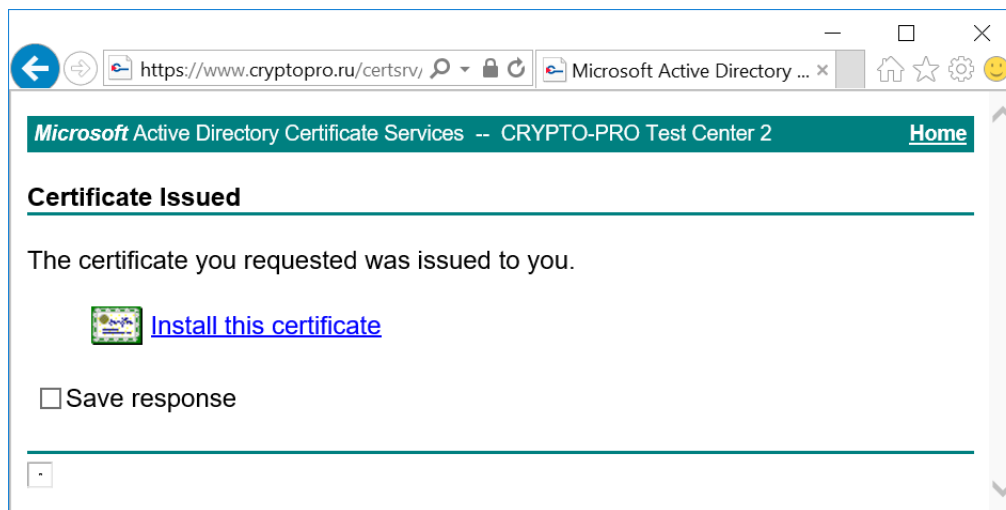 https://www.cryptopro.ru/certsrv/
Microsoft Active Directory ...
Microsoft Active Directory Certificate Services -- CRYPTO-PRO Test Center 2 Home
Certificate Issued
The certificate you requested was issued to you.
Install this certificate
Save response